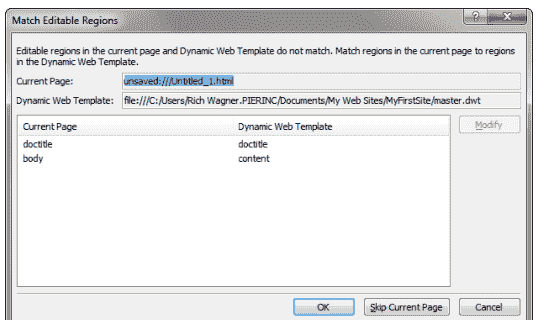 Match Editable Regions
Editable regions in the current page and Dynamic Web Template do not match. Match regions in the current page to regions
in the Dynamic Web Template.
Current Page: unsaved:///Untitled_1.html
Dynamic Web Template: file:///C:/Users/Rich Wagner.PIERINC/Documents/My Web Sites/MyFirstSite/master.dwt
Current Page Dynamic Web Template Modify
doctitle doctitle
body content
OK Skip Current Page Cancel